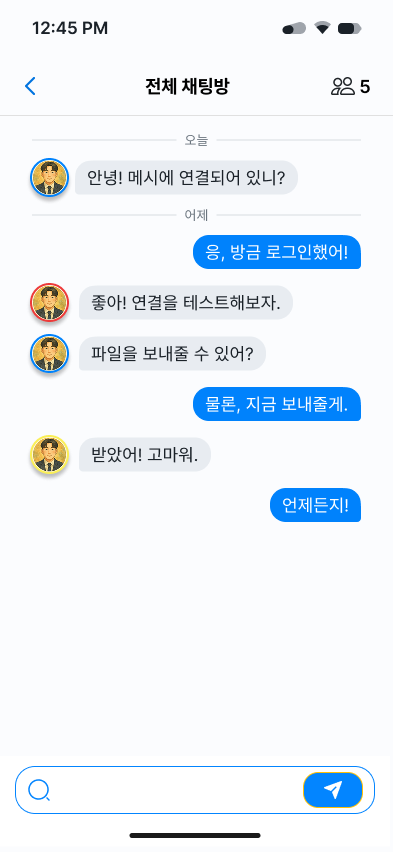 12:45 PM
전체 채팅방 5
오늘
안녕! 메시에 연결되어 있니?
어제
응, 방금 로그인했어!
좋아! 연결을 테스트해보자.
파일을 보내줄 수 있어?
물론, 지금 보내줄게.
받았어! 고마워.
언제든지!